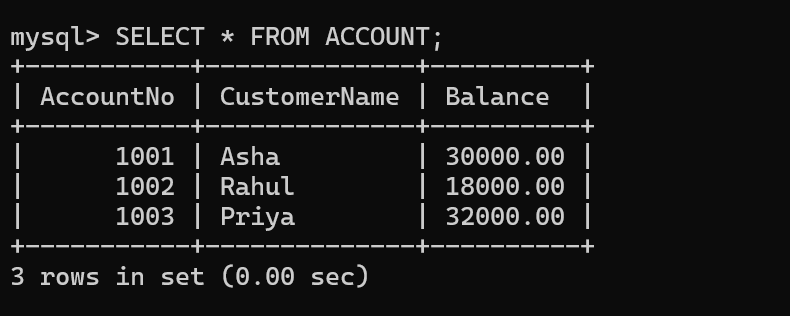 mysql> SELECT * FROM ACCOUNT;
+-----------+--------------+----------+
| AccountNo | CustomerName | Balance  |
+-----------+--------------+----------+
|      1001 | Asha         | 30000.00 |
|      1002 | Rahul        | 18000.00 |
|      1003 | Priya        | 32000.00 |
+-----------+--------------+----------+
3 rows in set (0.00 sec)